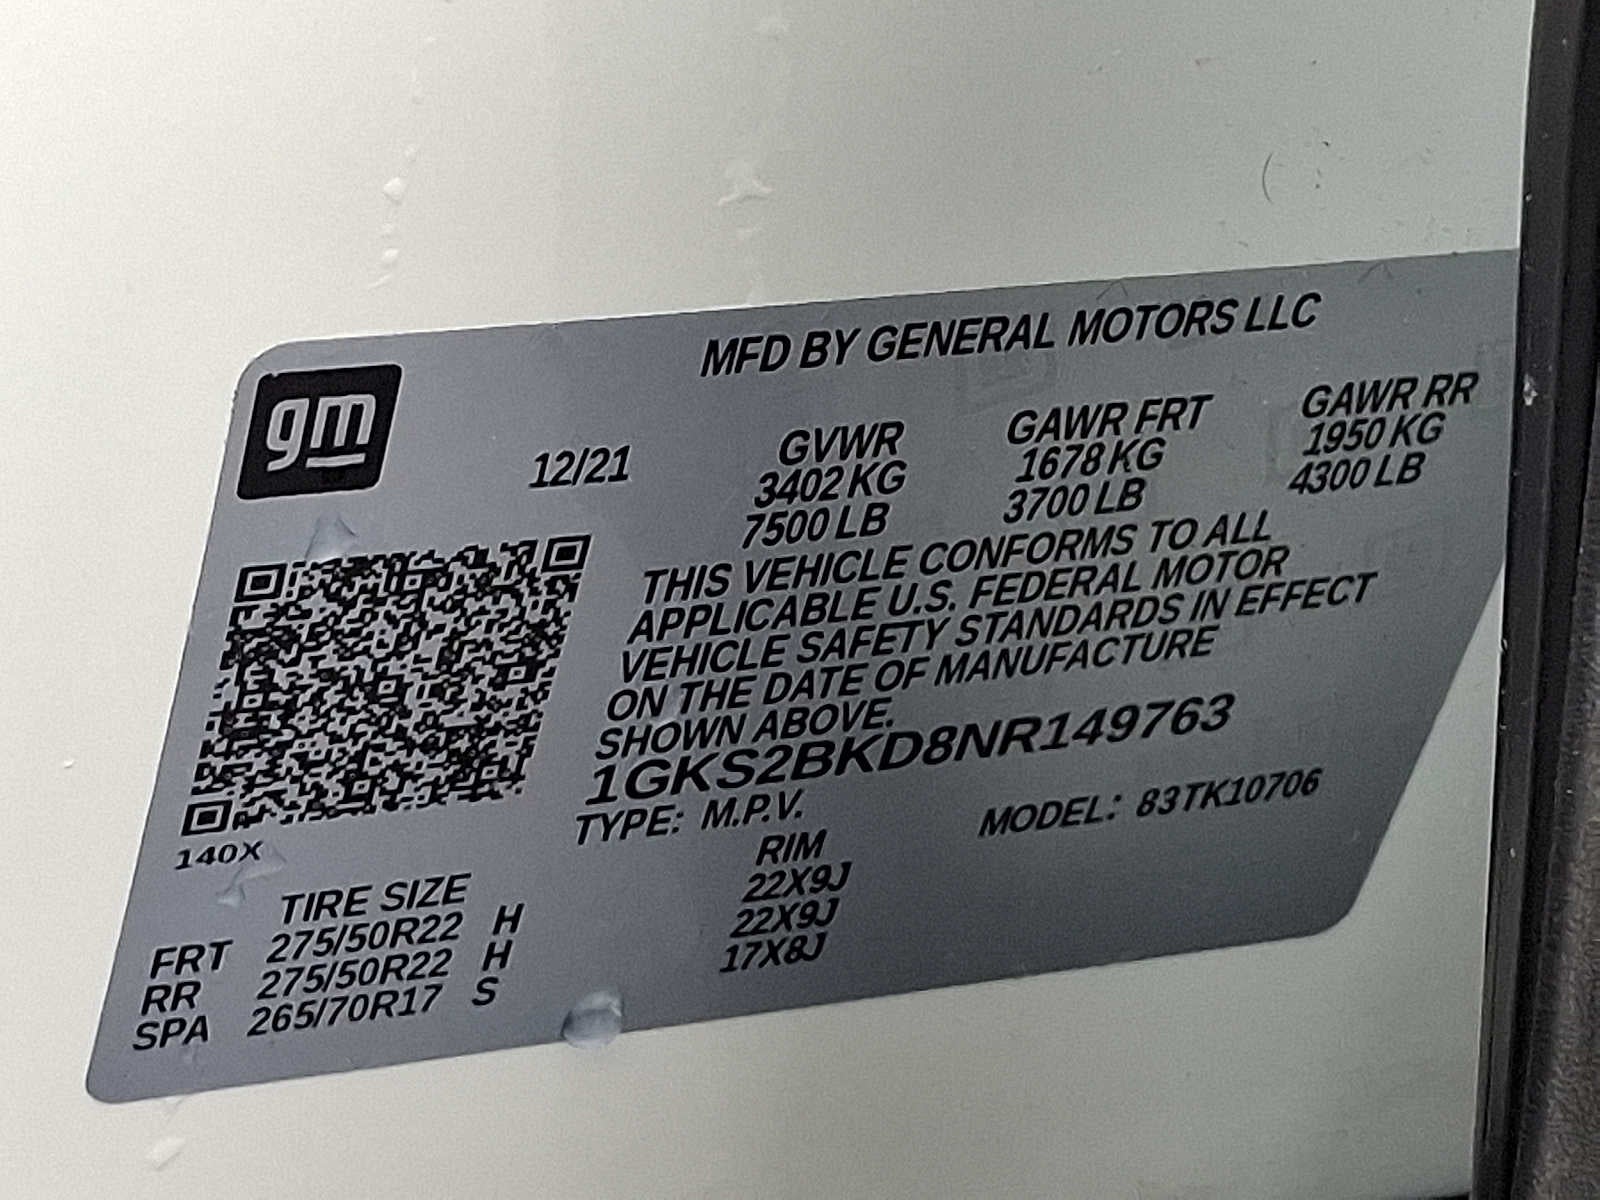 gm
MFD BY GENERAL MOTORS LLC
12/21
GVWR GAWR FRT GAWR RR
3402 KG 1678 KG 1950 KG
7500 LB 3700 LB 4300 LB
THIS VEHICLE CONFORMS TO ALL
APPLICABLE U.S. FEDERAL MOTOR
VEHICLE SAFETY STANDARDS IN EFFECT
ON THE DATE OF MANUFACTURE
SHOWN ABOVE.
1GKS2BKD8NR149763
TYPE: M.P.V. MODEL: 83TK10706
140X
TIRE SIZE RIM
FRT 275/50R22 H 22X9J
RR 275/50R22 H 22X9J
SPA 265/70R17 S 17X8J